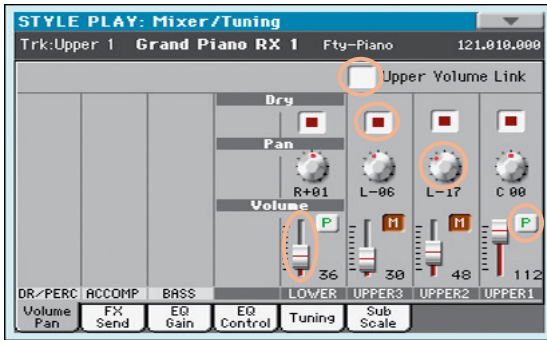 STYLE PLAY: Mixer/Tuning
Trk:Upper 1 Grand Piano RX 1 Fty-Piano 121.010.000
Upper Volume Link
Dry
Pan
R+01 L-06 L-17 C 00
Volume
P M M P
36 30 48 112
DR/PERC ACCOMP BASS LOWER UPPER3 UPPER2 UPPER1
Volume Pan FX Send EQ Gain EQ Control Tuning Sub Scale